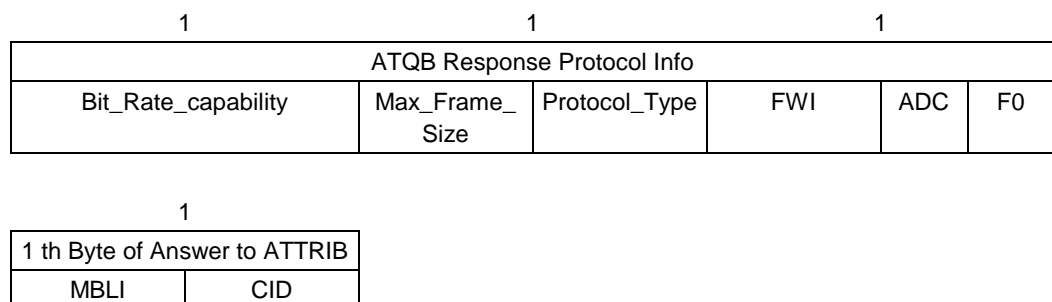 1 1 1
ATQB Response Protocol Info
Bit_Rate_capability Max_Frame_ Protocol_Type FWI ADC F0
Size
1
1 th Byte of Answer to ATTRIB
MBLI CID